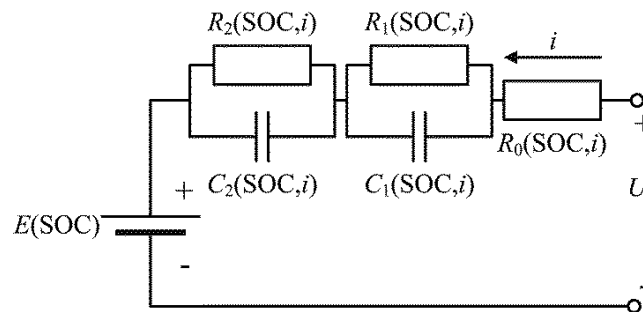 R₂(SOC,i) R₁(SOC,i)
i
+
R₀(SOC,i)
C₂(SOC,i) C₁(SOC,i)
+
U
E(SOC)
-
-